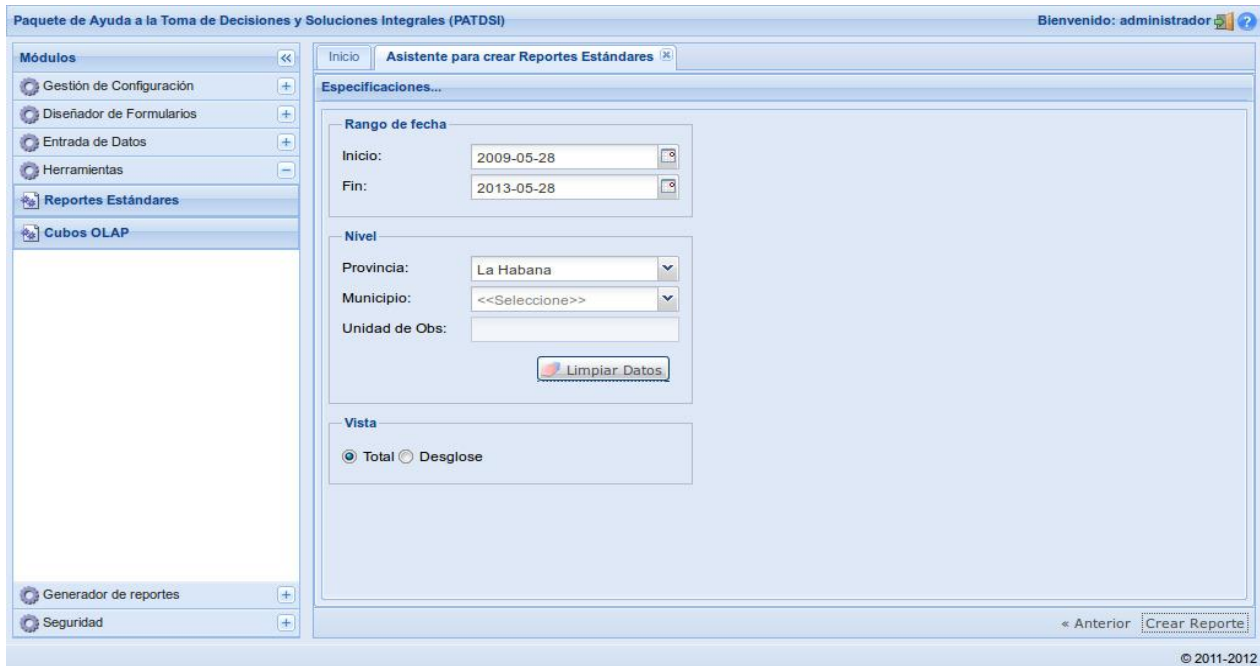 Paquete de Ayuda a la Toma de Decisiones y Soluciones Integrales (PATDSI)
Bienvenido: administrador
Módulos
Gestión de Configuración
Diseñador de Formularios
Entrada de Datos
Herramientas
Reportes Estándares
Cubos OLAP
Generador de reportes
Seguridad
Inicio
Asistente para crear Reportes Estándares
Especificaciones...
Rango de fecha
Inicio: 2009-05-28
Fin: 2013-05-28
Nivel
Provincia: La Habana
Municipio: <<Seleccione>>
Unidad de Obs:
Limpiar Datos
Vista
Total Desglose
« Anterior Crear Reporte
© 2011-2012